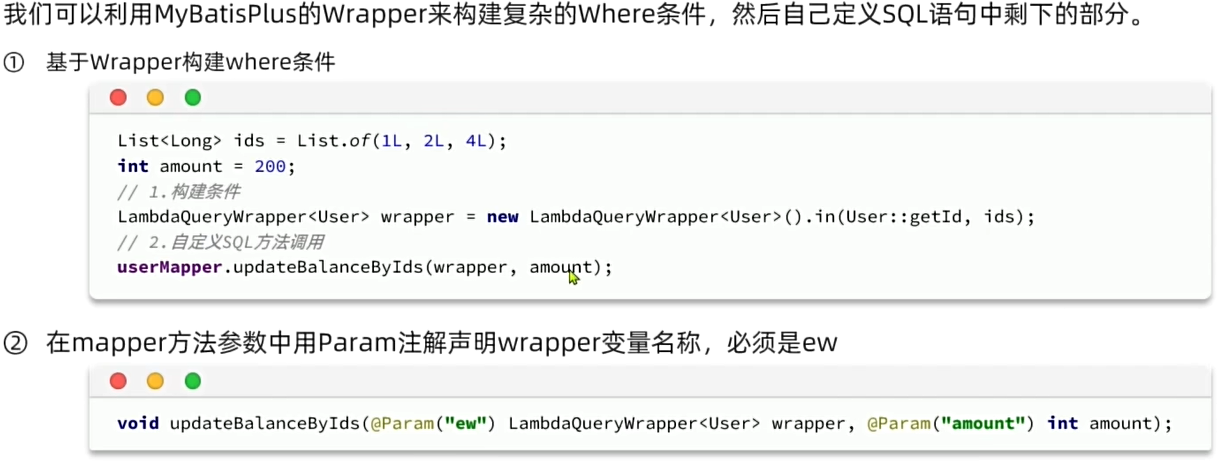 我们可以利用MyBatisPlus的Wrapper来构建复杂的Where条件，然后自己定义SQL语句中剩下的部分。
① 基于Wrapper构建where条件
List<Long> ids = List.of(1L, 2L, 4L);
int amount = 200;
// 1.构建条件
LambdaQueryWrapper<User> wrapper = new LambdaQueryWrapper<User>().in(User::getId, ids);
// 2.自定义SQL方法调用
userMapper.updateBalanceByIds(wrapper, amount);
② 在mapper方法参数中用Param注解声明wrapper变量名称，必须是ew
void updateBalanceByIds(@Param("ew") LambdaQueryWrapper<User> wrapper, @Param("amount") int amount);